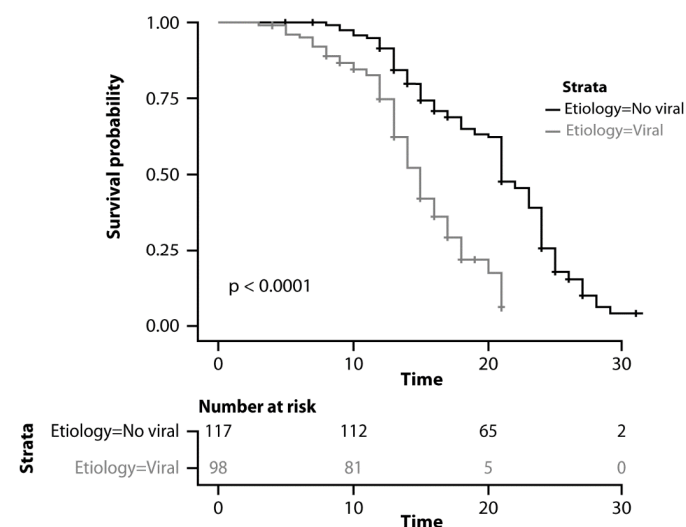 1.00
0.75
0.50
0.25
0.00
Survival probability
p < 0.0001
Strata
Etiology=No viral
Etiology=Viral
0 10 20 30
Time
Number at risk
Strata
Etiology=No viral 117 112 65 2
Etiology=Viral 98 81 5 0
0 10 20 30
Time